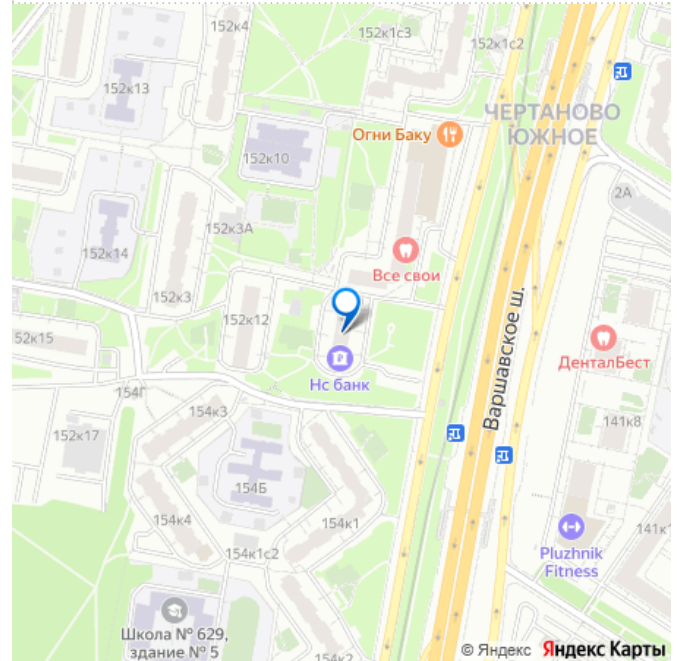 152к4
152к1с3
152к1с2
152к13
ЧЕРТАНОВО
ЮЖНОЕ
Огни Баку
152к10
2А
152к3А
152к14
Все свои
152к3
152к12
52к15
Варшавское ш.
ДенталБест
Нс банк
154Г
154к3
141к8
152к17
154Б
154к4
154к1
141к1
154к1с2
Pluzhnik
Fitness
Школа № 629,
здание № 5
154к2
© Яндекс Яндекс Карты